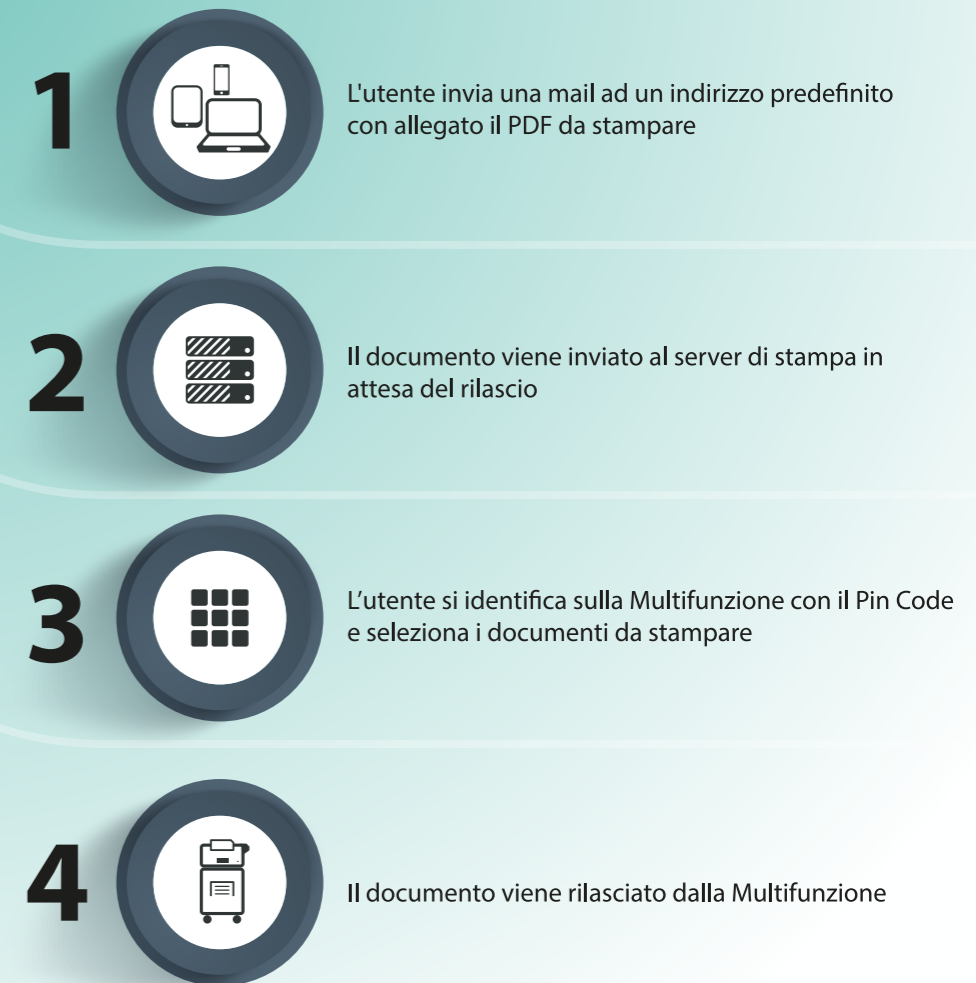 1
L'utente invia una mail ad un indirizzo predefinito
con allegato il PDF da stampare
2
Il documento viene inviato al server di stampa in
attesa del rilascio
3
L’utente si identifica sulla Multifunzione con il Pin Code
e seleziona i documenti da stampare
4
Il documento viene rilasciato dalla Multifunzione